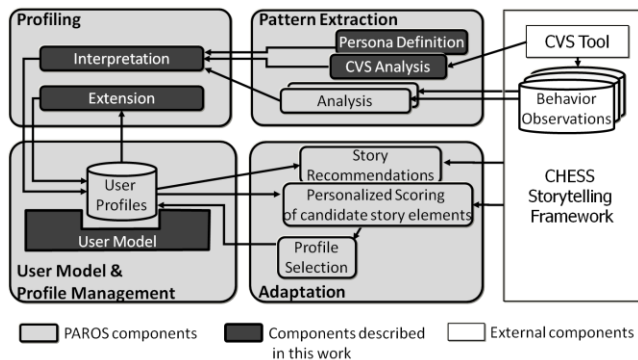 Profiling
Interpretation
Extension
Pattern Extraction
Persona Definition
CVS Analysis
Analysis
CVS Tool
Behavior
Observations
CHESS
Storytelling
Framework
User
Profiles
User Model
User Model &
Profile Management
Story
Recommendations
Personalized Scoring
of candidate story elements
Profile
Selection
Adaptation
PAROS components
Components described
in this work
External components